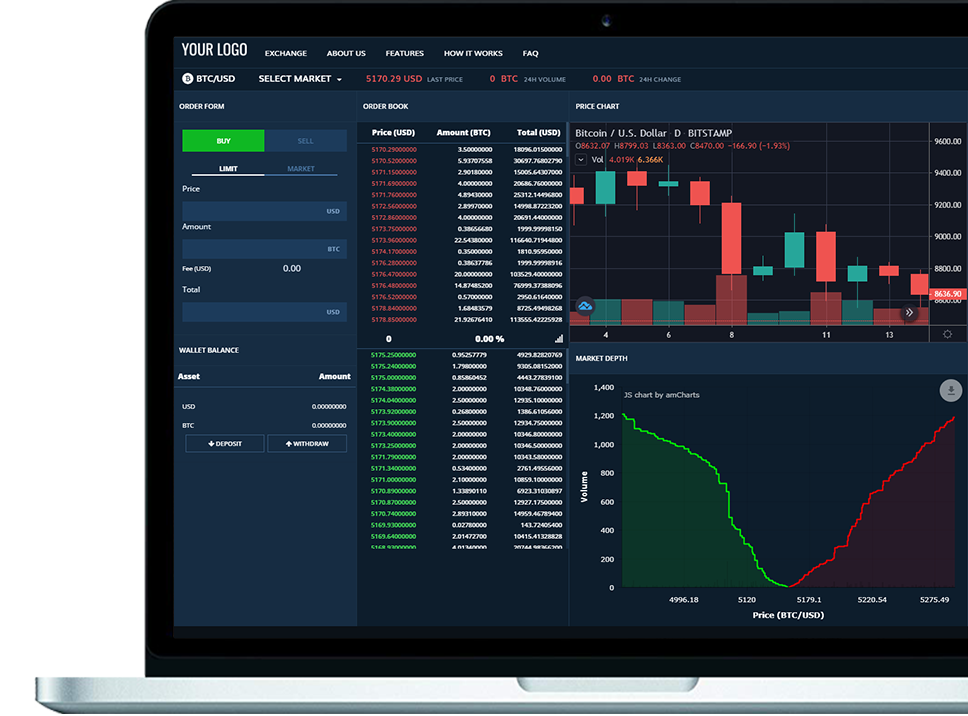 YOUR LOGO EXCHANGE ABOUT US FEATURES HOW IT WORKS FAQ
BTC/USD SELECT MARKET 5170.29 USD LAST PRICE 0 BTC 24H VOLUME 0.00 BTC 24H CHANGE
ORDER FORM
BUY SELL
LIMIT MARKET
Price
USD
Amount
BTC
Fee (USD) 0.00
Total
USD
WALLET BALANCE
Asset Amount
USD 0.00000000
BTC 0.00000000
DEPOSIT WITHDRAW
ORDER BOOK
Price (USD) Amount (BTC) Total (USD)
5170.29000000 3.50000000 18096.01500000
5170.52000000 5.93707558 30697.76802790
5171.15000000 2.90180000 15005.64307000
5171.69000000 4.00000000 20686.76000000
5171.76000000 4.89430000 25312.14496800
5172.56000000 2.89970000 14998.87223200
5172.86000000 4.00000000 20691.44000000
5173.75000000 0.38656680 1999.99998150
5173.96000000 22.54380000 116640.71944800
5174.17000000 0.35000000 1810.95950000
5176.28000000 0.38637786 1999.99998916
5176.47000000 20.00000000 103529.40000000
5176.48000000 14.87485200 76999.37388096
5176.52000000 0.57000000 2950.61640000
5178.84000000 1.68483579 8725.49498268
5178.85000000 21.92676410 113555.42225928
0 0.00 %
5175.25000000 0.95257779 4929.82820769
5175.24000000 1.79800000 9305.08152000
5175.00000000 0.85860452 4443.27839100
5174.38000000 2.00000000 10348.76000000
5174.04000000 2.50000000 12935.10000000
5173.92000000 0.26800000 1386.61056000
5173.90000000 2.50000000 12934.75000000
5173.40000000 2.00000000 10346.80000000
5173.25000000 2.00000000 10346.50000000
5171.79000000 2.00000000 10343.58000000
5171.34000000 0.53400000 2761.49556000
5171.00000000 2.10000000 10859.10000000
5170.89000000 1.33890110 6923.31030897
5170.87000000 2.50000000 12927.17500000
5170.74000000 2.89310000 14959.46789400
5169.93000000 0.02780000 143.72405400
5169.64000000 2.01472700 10415.41328828
5168.93000000 4.01340000 20744.98366200
PRICE CHART
Bitcoin / U.S. Dollar D BITSTAMP
O8632.07 H8799.03 L8363.00 C8470.00 −166.90 (−1.93%)
Vol 4.019K 6.366K
9600.00
9400.00
9200.00
9000.00
8800.00
8636.90
8600.00
4 6 8 11 13
MARKET DEPTH
JS chart by amCharts
Volume
1,400
1,200
1,000
800
600
400
200
0
4996.18 5120 5179.1 5220.54 5275.49
Price (BTC/USD)